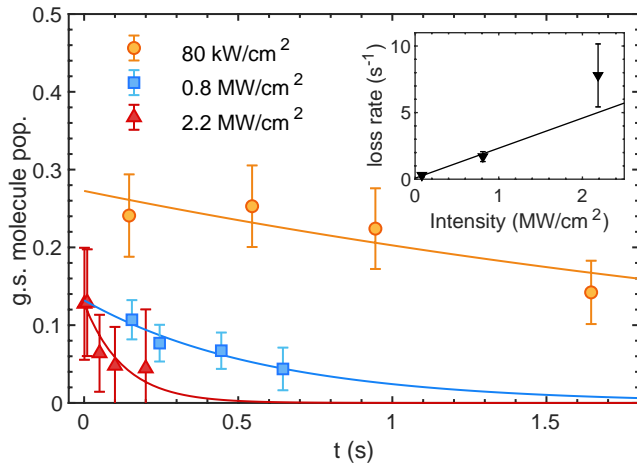 0.5
0.4
0.3
0.2
0.1
0
g.s. molecule pop.
0
0.5
1
1.5
t (s)
80 kW/cm²
0.8 MW/cm²
2.2 MW/cm²
10
5
0
loss rate (s⁻¹)
0
2
Intensity (MW/cm²)